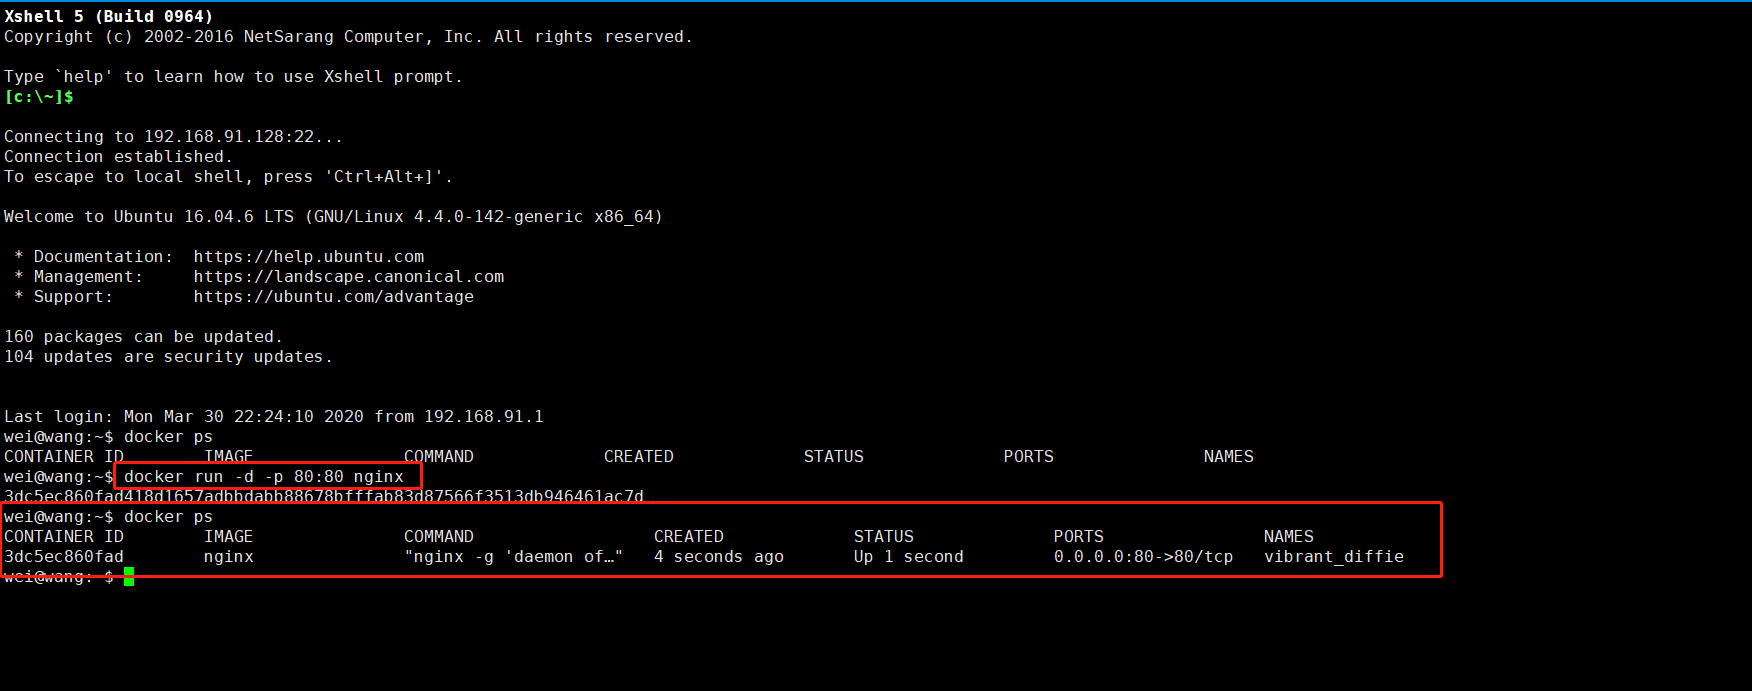 Xshell 5 (Build 0964)
Copyright (c) 2002-2016 NetSarang Computer, Inc. All rights reserved.
Type `help' to learn how to use Xshell prompt.
[c:\~]$
Connecting to 192.168.91.128:22...
Connection established.
To escape to local shell, press 'Ctrl+Alt+]'.
Welcome to Ubuntu 16.04.6 LTS (GNU/Linux 4.4.0-142-generic x86_64)
* Documentation:  https://help.ubuntu.com
* Management:     https://landscape.canonical.com
* Support:        https://ubuntu.com/advantage
160 packages can be updated.
104 updates are security updates.
Last login: Mon Mar 30 22:24:10 2020 from 192.168.91.1
wei@wang:~$ docker ps
CONTAINER ID        IMAGE               COMMAND             CREATED             STATUS              PORTS               NAMES
wei@wang:~$ docker run -d -p 80:80 nginx
3dc5ec860fad418d1657adbbdabb88678bfffab83d87566f3513db946461ac7d
wei@wang:~$ docker ps
CONTAINER ID        IMAGE               COMMAND                  CREATED             STATUS              PORTS                NAMES
3dc5ec860fad        nginx               "nginx -g 'daemon of…"   4 seconds ago       Up 1 second         0.0.0.0:80->80/tcp   vibrant_diffie
wei@wang:~$